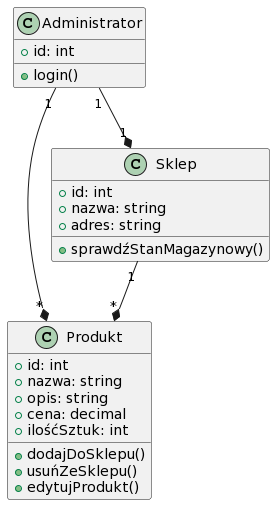 C Administrator
id: int
login()
1 1
1
C Sklep
id: int
nazwa: string
adres: string
sprawdźStanMagazynowy()
1
* *
C Produkt
id: int
nazwa: string
opis: string
cena: decimal
ilośćSztuk: int
dodajDoSklepu()
usuńZeSklepu()
edytujProdukt()